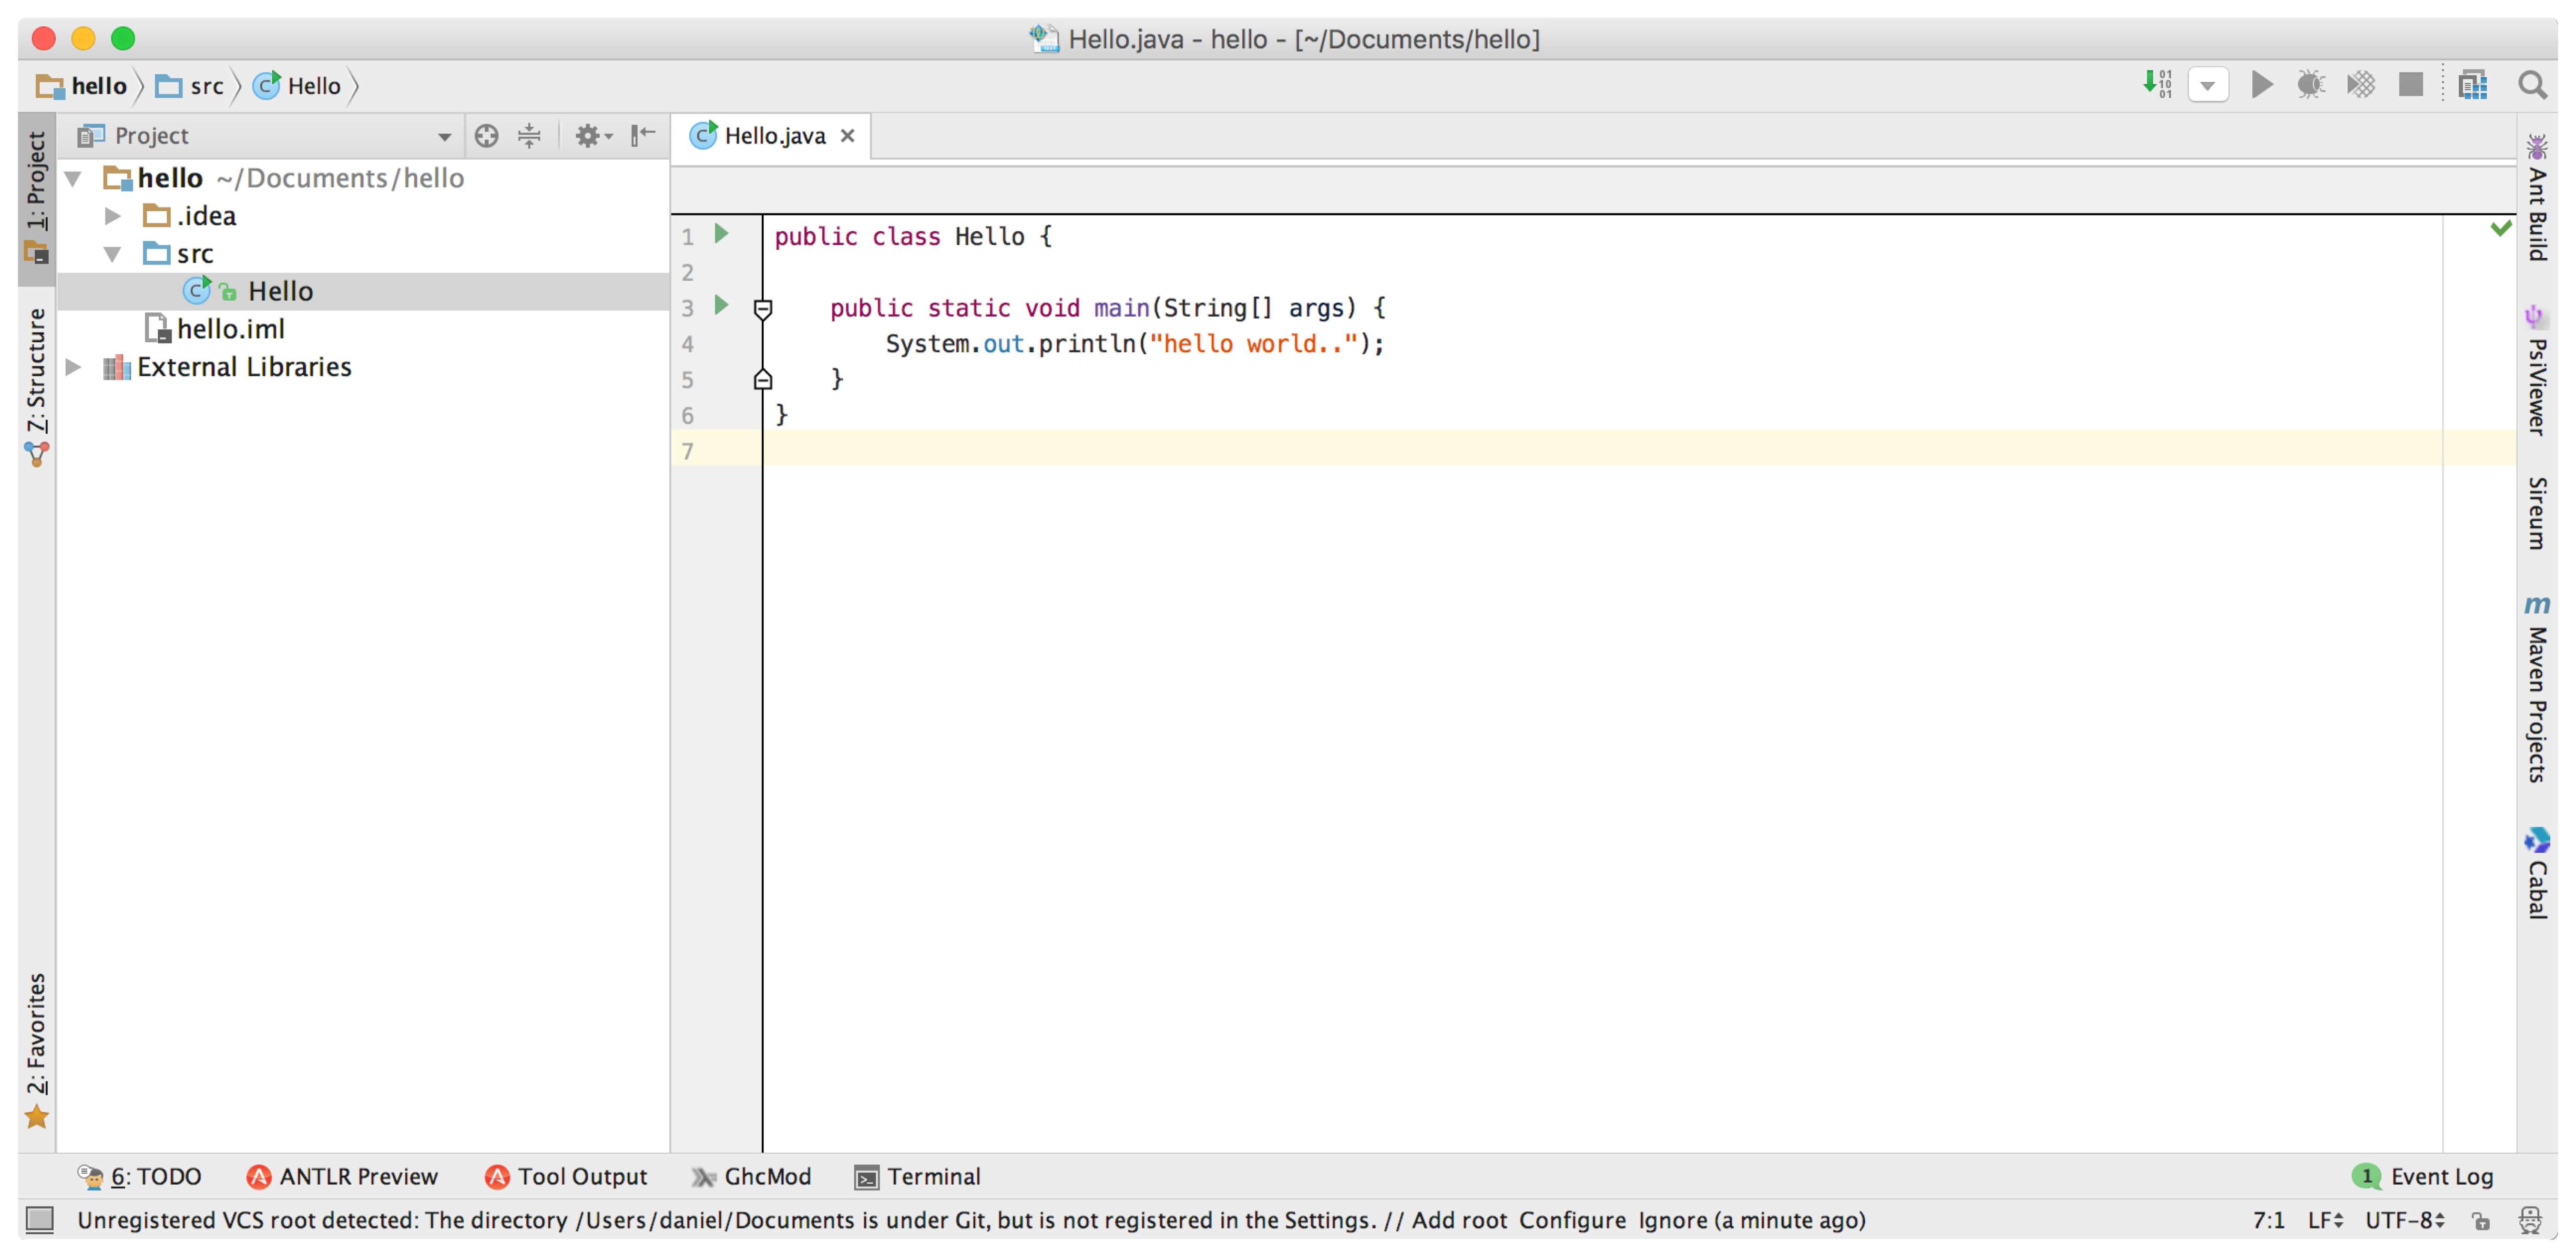 Hello.java - hello - [~/Documents/hello]
hello src Hello
01
10
01
Project
Hello.java
1: Project
7: Structure
2: Favorites
hello ~/Documents/hello
.idea
src
Hello
hello.iml
External Libraries
1 public class Hello {
2
3 public static void main(String[] args) {
4 System.out.println("hello world..");
5 }
6 }
7
Ant Build
PsiViewer
Sireum
m Maven Projects
Cabal
6: TODO ANTLR Preview Tool Output GhcMod Terminal 1 Event Log
Unregistered VCS root detected: The directory /Users/daniel/Documents is under Git, but is not registered in the Settings. // Add root Configure Ignore (a minute ago) 7:1 LF UTF-8